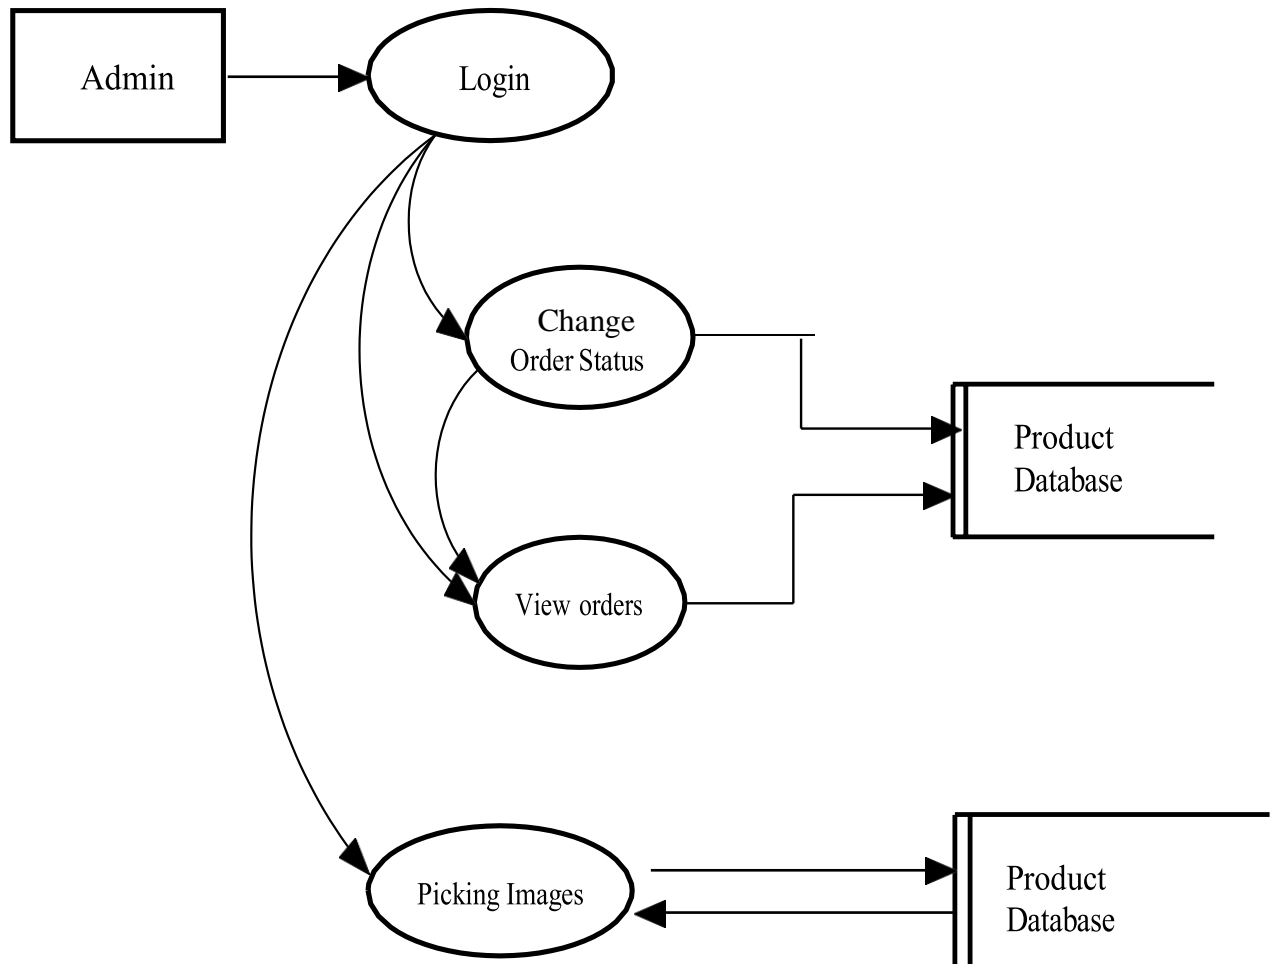 Admin
Login
Change
Order Status
Product
Database
View orders
Picking Images
Product
Database